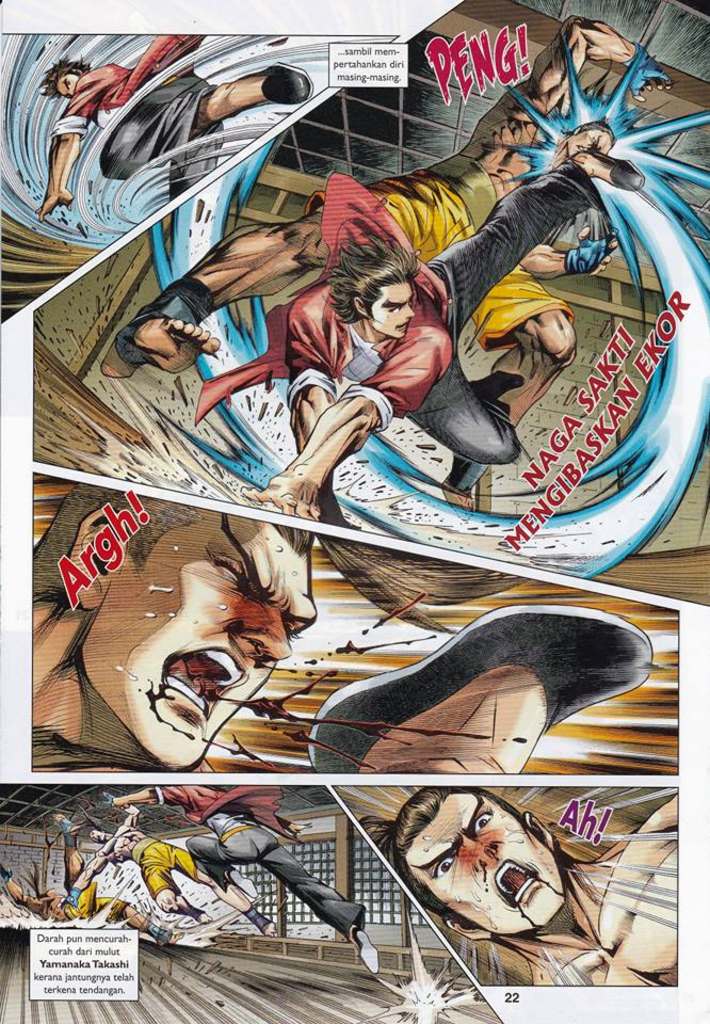 ...sambil mem-
pertahankan diri
masing-masing.
PENG!
NAGA SAKTI
MENGIBASKAN EKOR
Argh!
Ah!
Darah pun mencurah-
curah dari mulut
Yamanaka Takashi
kerana jantungnya telah
terkena tendangan.
22